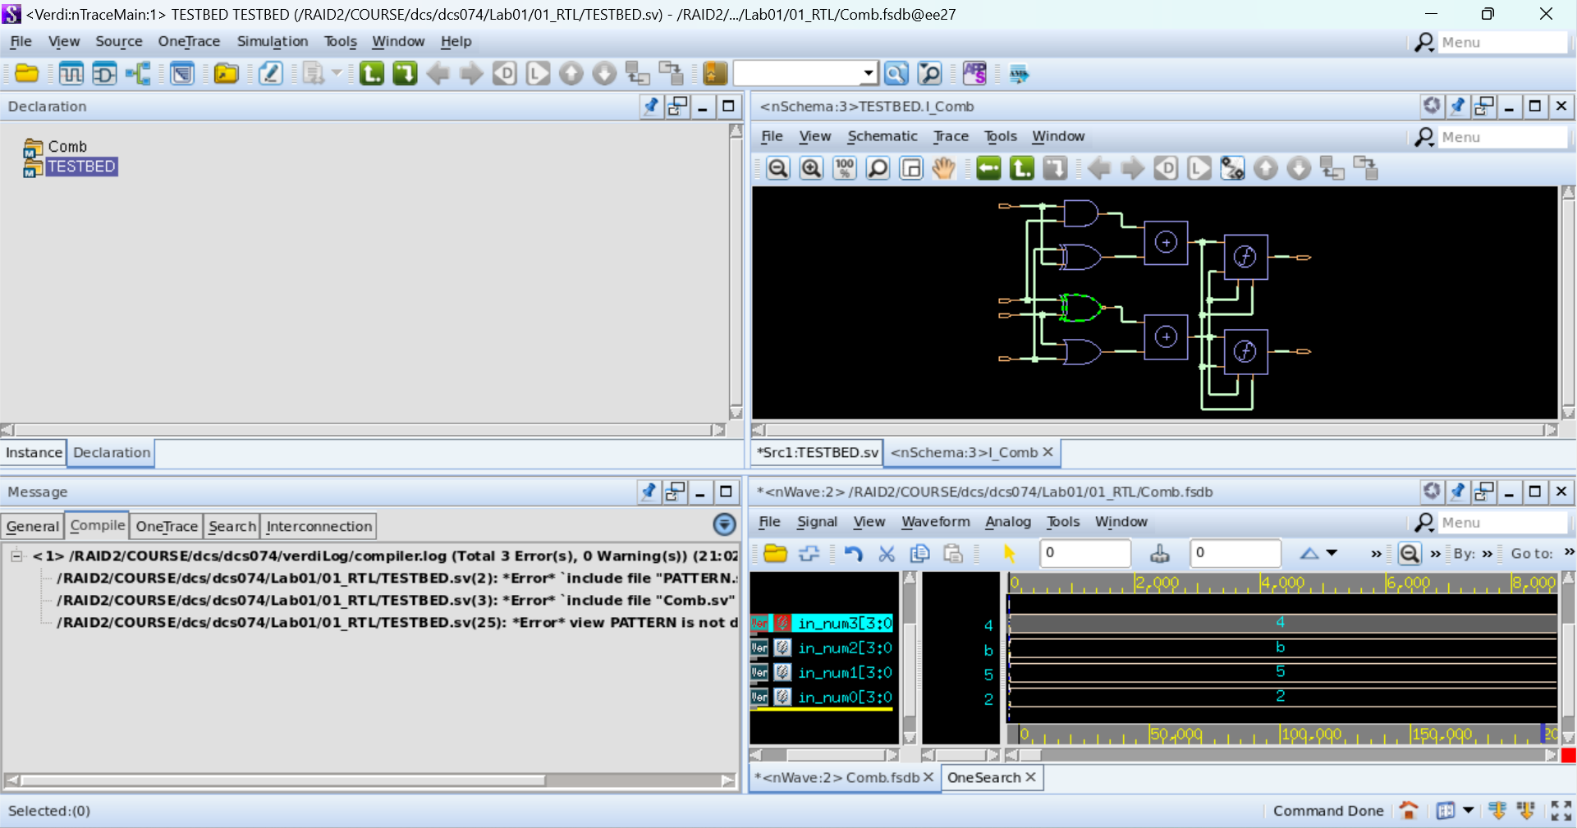 <Verdi:nTraceMain:1> TESTBED TESTBED (/RAID2/COURSE/dcs/dcs074/Lab01/01_RTL/TESTBED.sv) - /RAID2/.../Lab01/01_RTL/Comb.fsdb@ee27
File View Source OneTrace Simulation Tools Window Help
Menu
Declaration
Comb
TESTBED
Instance Declaration
<nSchema:3>TESTBED.I_Comb
File View Schematic Trace Tools Window
Menu
100 %
*Src1:TESTBED.sv <nSchema:3>I_Comb
Message
General Compile OneTrace Search Interconnection
<1> /RAID2/COURSE/dcs/dcs074/verdiLog/compiler.log (Total 3 Error(s), 0 Warning(s)) (21:02
/RAID2/COURSE/dcs/dcs074/Lab01/01_RTL/TESTBED.sv(2): *Error* `include file "PATTERN.
/RAID2/COURSE/dcs/dcs074/Lab01/01_RTL/TESTBED.sv(3): *Error* `include file "Comb.sv"
/RAID2/COURSE/dcs/dcs074/Lab01/01_RTL/TESTBED.sv(25): *Error* view PATTERN is not d
*<nWave:2> /RAID2/COURSE/dcs/dcs074/Lab01/01_RTL/Comb.fsdb
File Signal View Waveform Analog Tools Window
Menu
0 0 » » By: » Go to: »
0 2,000 4,000 6,000 8,000
in_num3[3:0 4 4
in_num2[3:0 b b
in_num1[3:0 5 5
in_num0[3:0 2 2
0 50,000 100,000 150,000 20
*<nWave:2> Comb.fsdb OneSearch
Selected:(0)
Command Done